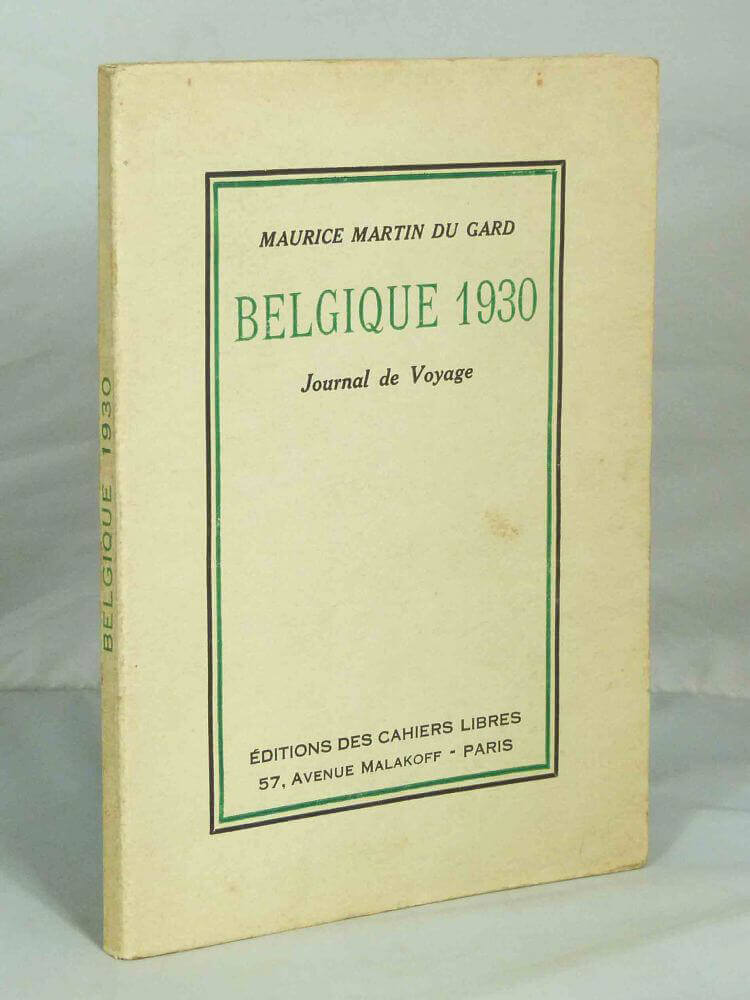 MAURICE MARTIN DU GARD
BELGIQUE 1930
Journal de Voyage
ÉDITIONS DES CAHIERS LIBRES
57, AVENUE MALAKOFF - PARIS
BELGIQUE 1930